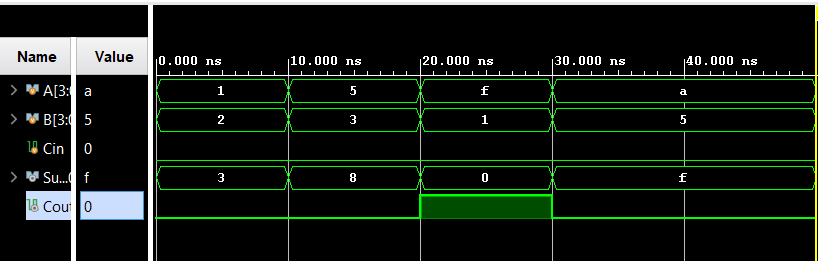 Name Value
0.000 ns 10.000 ns 20.000 ns 30.000 ns 40.000 ns
A[3:0 a 1 5 f a
B[3:0 5 2 3 1 5
Cin 0
Su...0 f 3 8 0 f
Cout 0